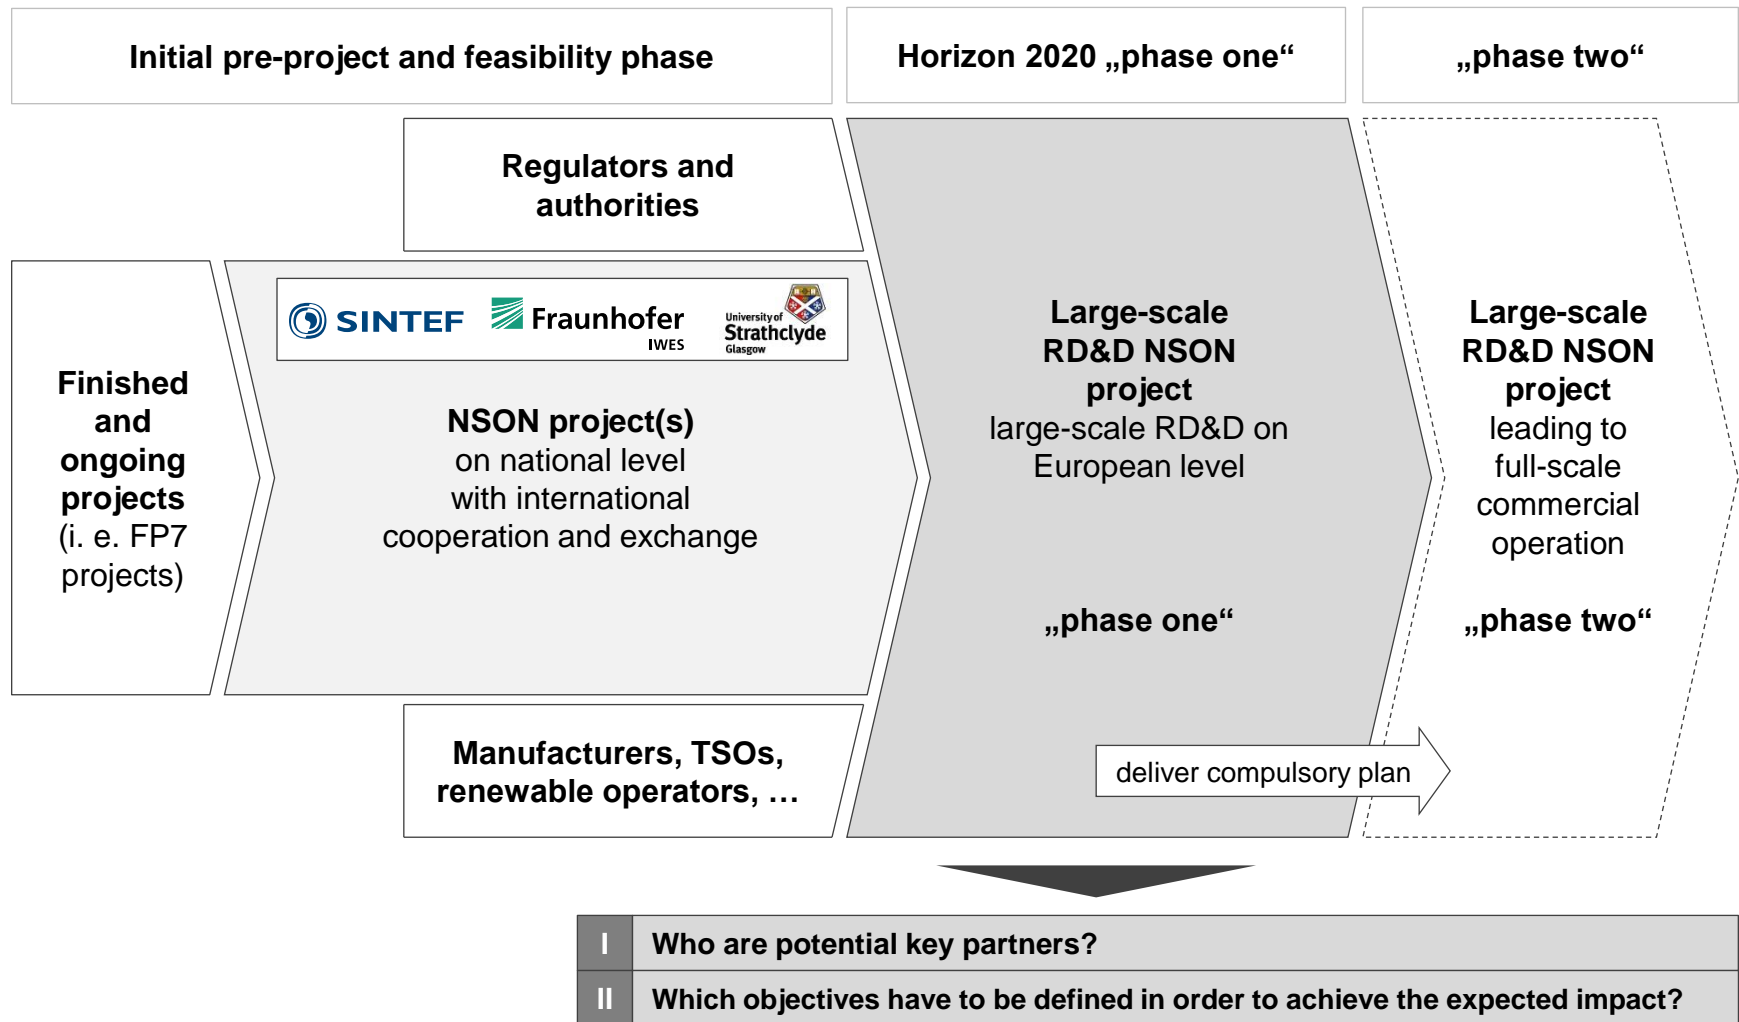 Initial pre-project and feasibility phase
Horizon 2020 „phase one“
„phase two“
Regulators and
authorities
Finished
and
ongoing
projects
(i. e. FP7
projects)
SINTEF
Fraunhofer
IWES
University of
Strathclyde
Glasgow
NSON project(s)
on national level
with international
cooperation and exchange
Manufacturers, TSOs,
renewable operators, …
Large-scale
RD&D NSON
project
large-scale RD&D on
European level
„phase one“
Large-scale
RD&D NSON
project
leading to
full-scale
commercial
operation
„phase two“
deliver compulsory plan
I Who are potential key partners?
II Which objectives have to be defined in order to achieve the expected impact?